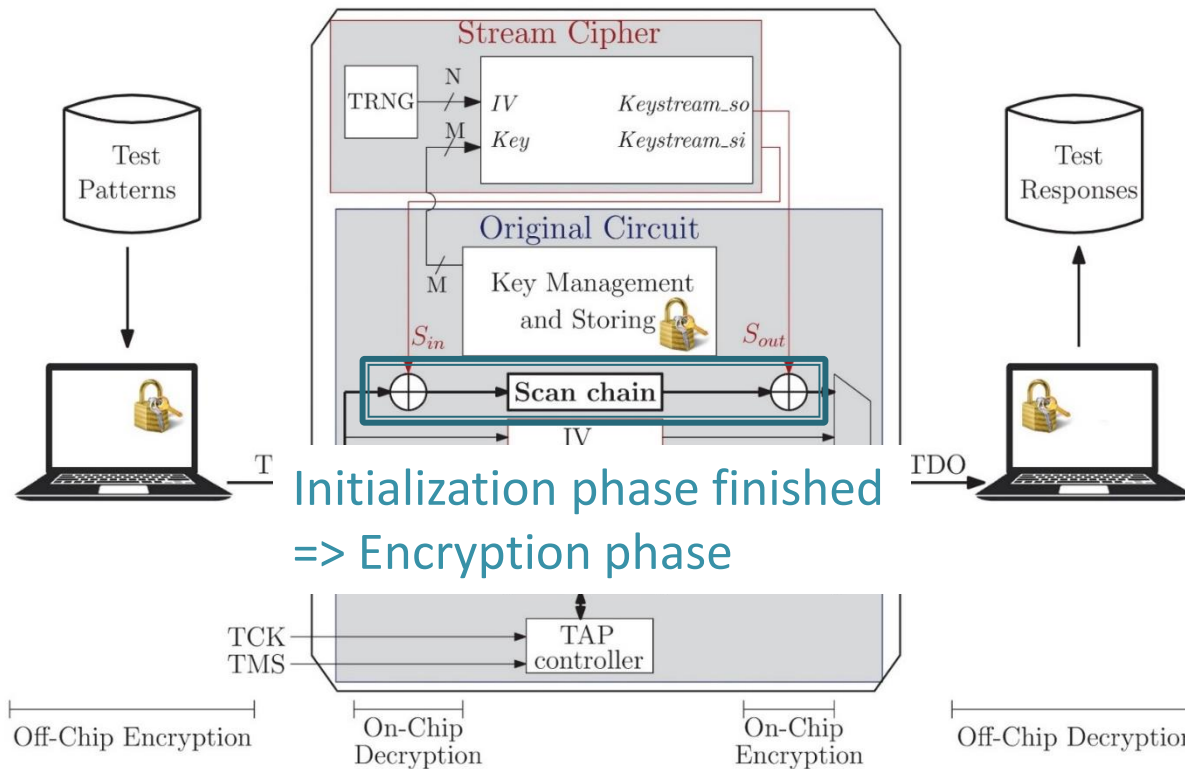 Stream Cipher
TRNG
N
M
IV
Key
Keystream_so
Keystream_si
Test
Patterns
Test
Responses
Original Circuit
M
Key Management
and Storing
S_in
S_out
Scan chain
IV
TDO
Initialization phase finished
=> Encryption phase
TCK
TMS
TAP
controller
Off-Chip Encryption
On-Chip
Decryption
On-Chip
Encryption
Off-Chip Decryption